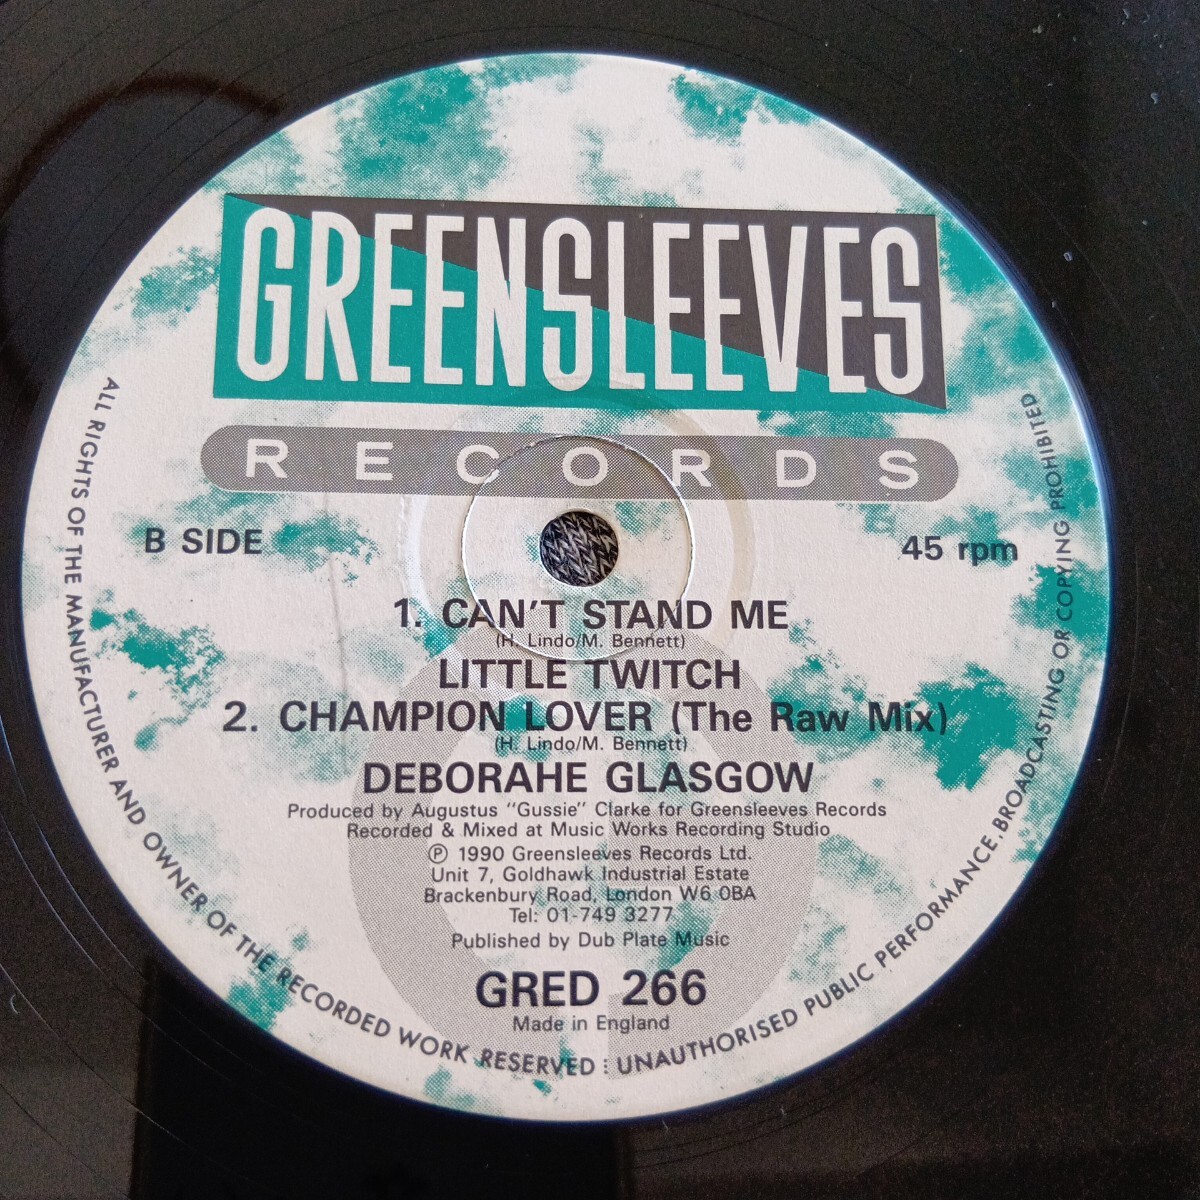 GREENSLEEVES
RECORDS
B SIDE
45 rpm
1. CAN'T STAND ME
(H. Lindo/M. Bennett)
LITTLE TWITCH
2. CHAMPION LOVER (The Raw Mix)
(H. Lindo/M. Bennett)
DEBORAHE GLASGOW
Produced by Augustus "Gussie" Clarke for Greensleeves Records
Recorded & Mixed at Music Works Recording Studio
℗ 1990 Greensleeves Records Ltd.
Unit 7, Goldhawk Industrial Estate
Brackenbury Road, London W6 0BA
Tel: 01-749 3277
Published by Dub Plate Music
GRED 266
Made in England
ALL RIGHTS OF THE MANUFACTURER AND OWNER OF THE RECORDED WORK RESERVED : UNAUTHORISED PUBLIC PERFORMANCE, BROADCASTING OR COPYING PROHIBITED